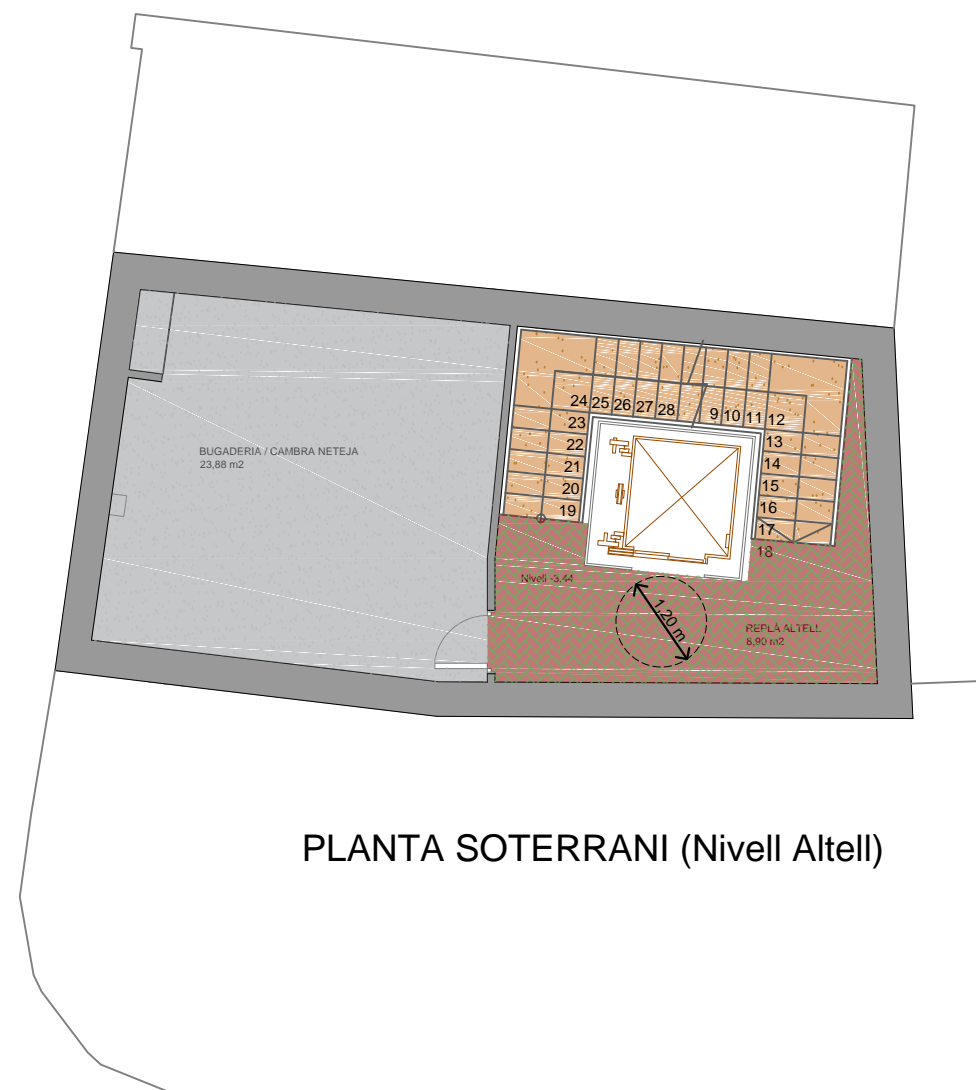 24 25 26 27 28 9 10 11 12
23
22
21
20
19
13
14
15
16
17
18
BUGADERIA / CAMBRA NETEJA
23,88 m2
Nivell -3,44
1,20 m
REPLÀ ALTELL
8,90 m2
PLANTA SOTERRANI (Nivell Altell)